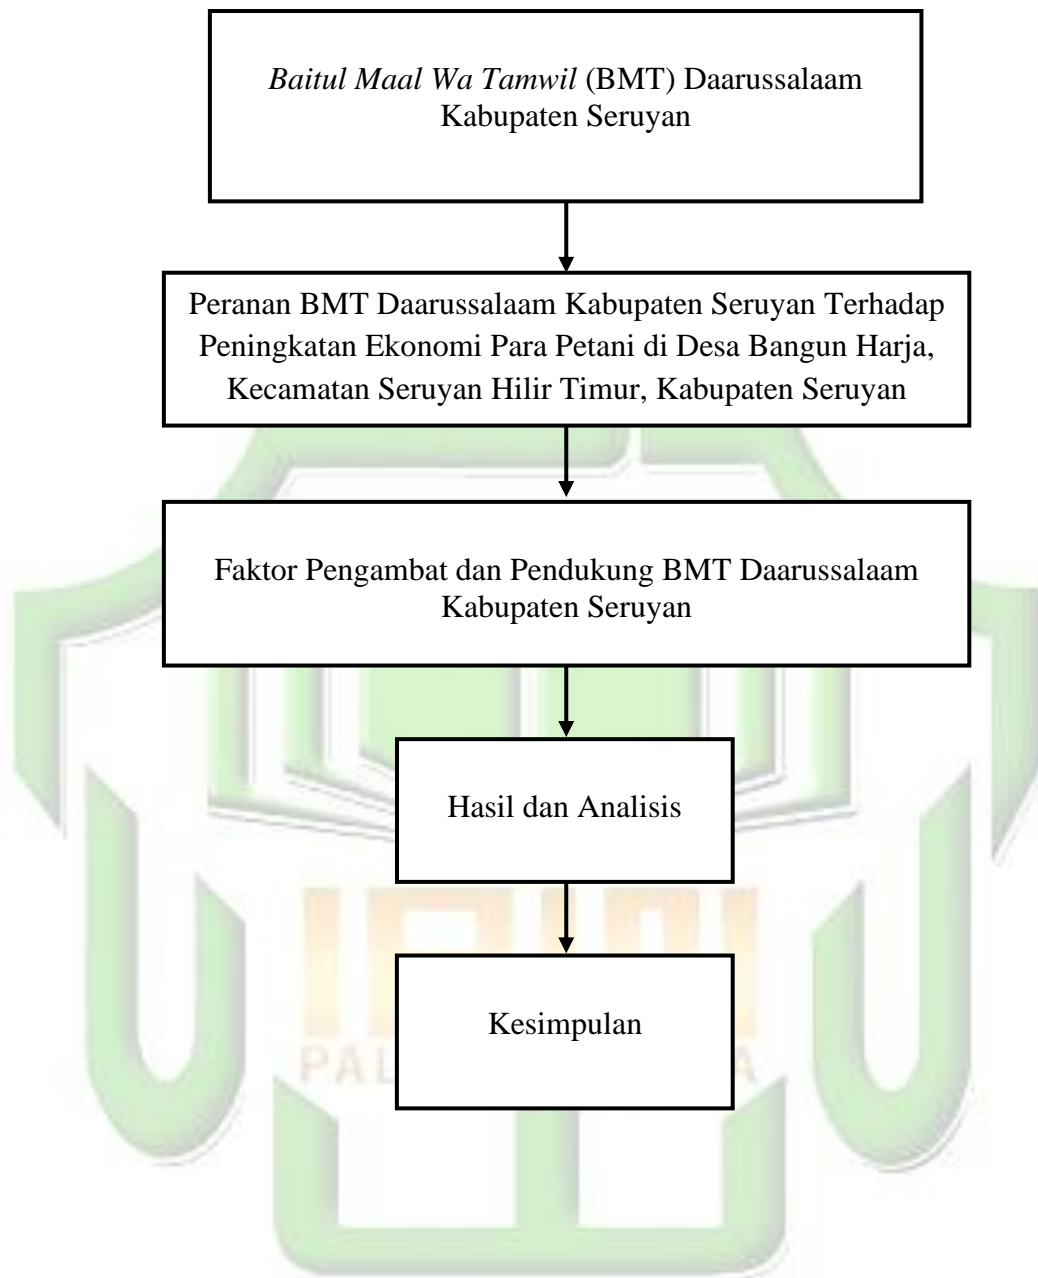 Baitul Maal Wa Tamwil (BMT) Daarussalaam
Kabupaten Seruyan
Peranan BMT Daarussalaam Kabupaten Seruyan Terhadap
Peningkatan Ekonomi Para Petani di Desa Bangun Harja,
Kecamatan Seruyan Hilir Timur, Kabupaten Seruyan
Faktor Pengambat dan Pendukung BMT Daarussalaam
Kabupaten Seruyan
Hasil dan Analisis
Kesimpulan